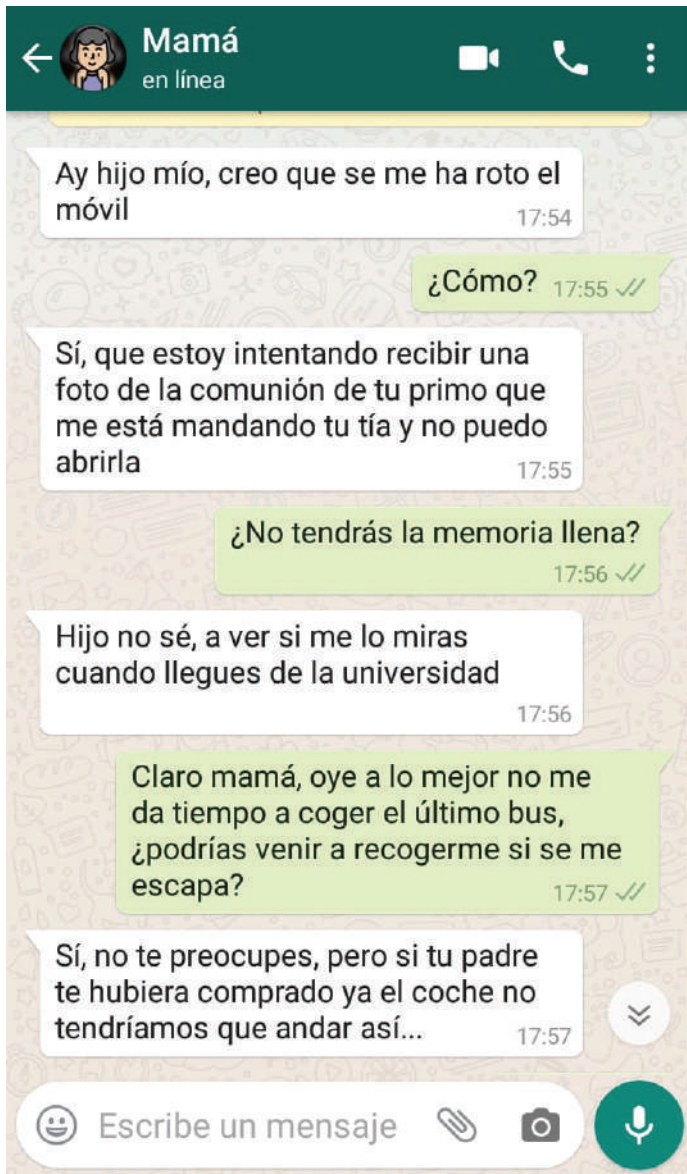 Mamá
en línea
Ay hijo mío, creo que se me ha roto el
móvil
17:54
¿Cómo? 17:55
Sí, que estoy intentando recibir una
foto de la comunión de tu primo que
me está mandando tu tía y no puedo
abrirla
17:55
¿No tendrás la memoria llena?
17:56
Hijo no sé, a ver si me lo miras
cuando llegues de la universidad
17:56
Claro mamá, oye a lo mejor no me
da tiempo a coger el último bus,
¿podrías venir a recogerme si se me
escapa?
17:57
Sí, no te preocupes, pero si tu padre
te hubiera comprado ya el coche no
tendríamos que andar así...
17:57
Escribe un mensaje